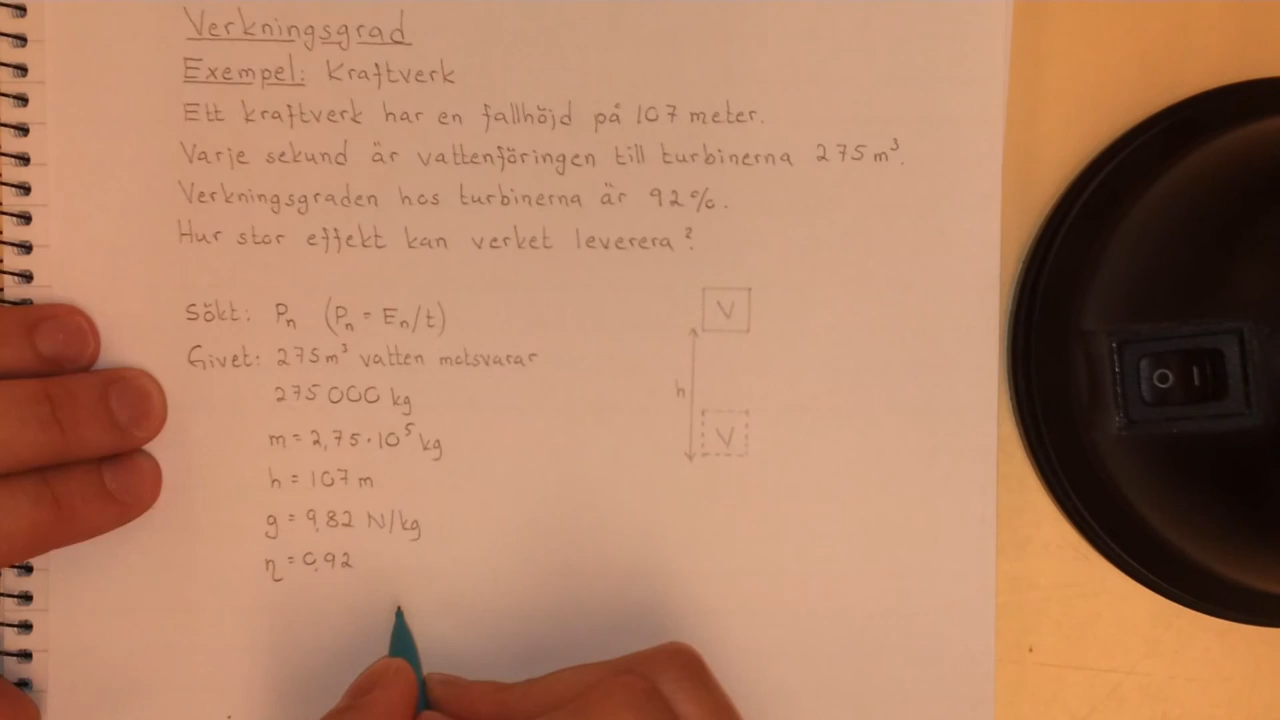 Verkningsgrad
Exempel: Kraftverk
Ett kraftverk har en fallhöjd på 107 meter.
Varje sekund är vattenföringen till turbinerna 275 m³.
Verkningsgraden hos turbinerna är 92%.
Hur stor effekt kan verket leverera?
Sökt: Pₙ (Pₙ = Eₙ/t)
Givet: 275 m³ vatten motsvarar
275 000 kg
m = 2,75·10⁵ kg
h = 107 m
g = 9,82 N/kg
η = 0,92
V
h
V